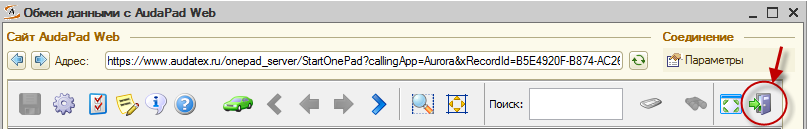 Обмен данными с AudaPad Web
Сайт AudaPad Web Соединение
Адрес: https://www.audatex.ru/onepad_server/StartOnePad?callingApp=Aurora&xRecordId=B5E4920F-B874-AC26 Параметры
Поиск: